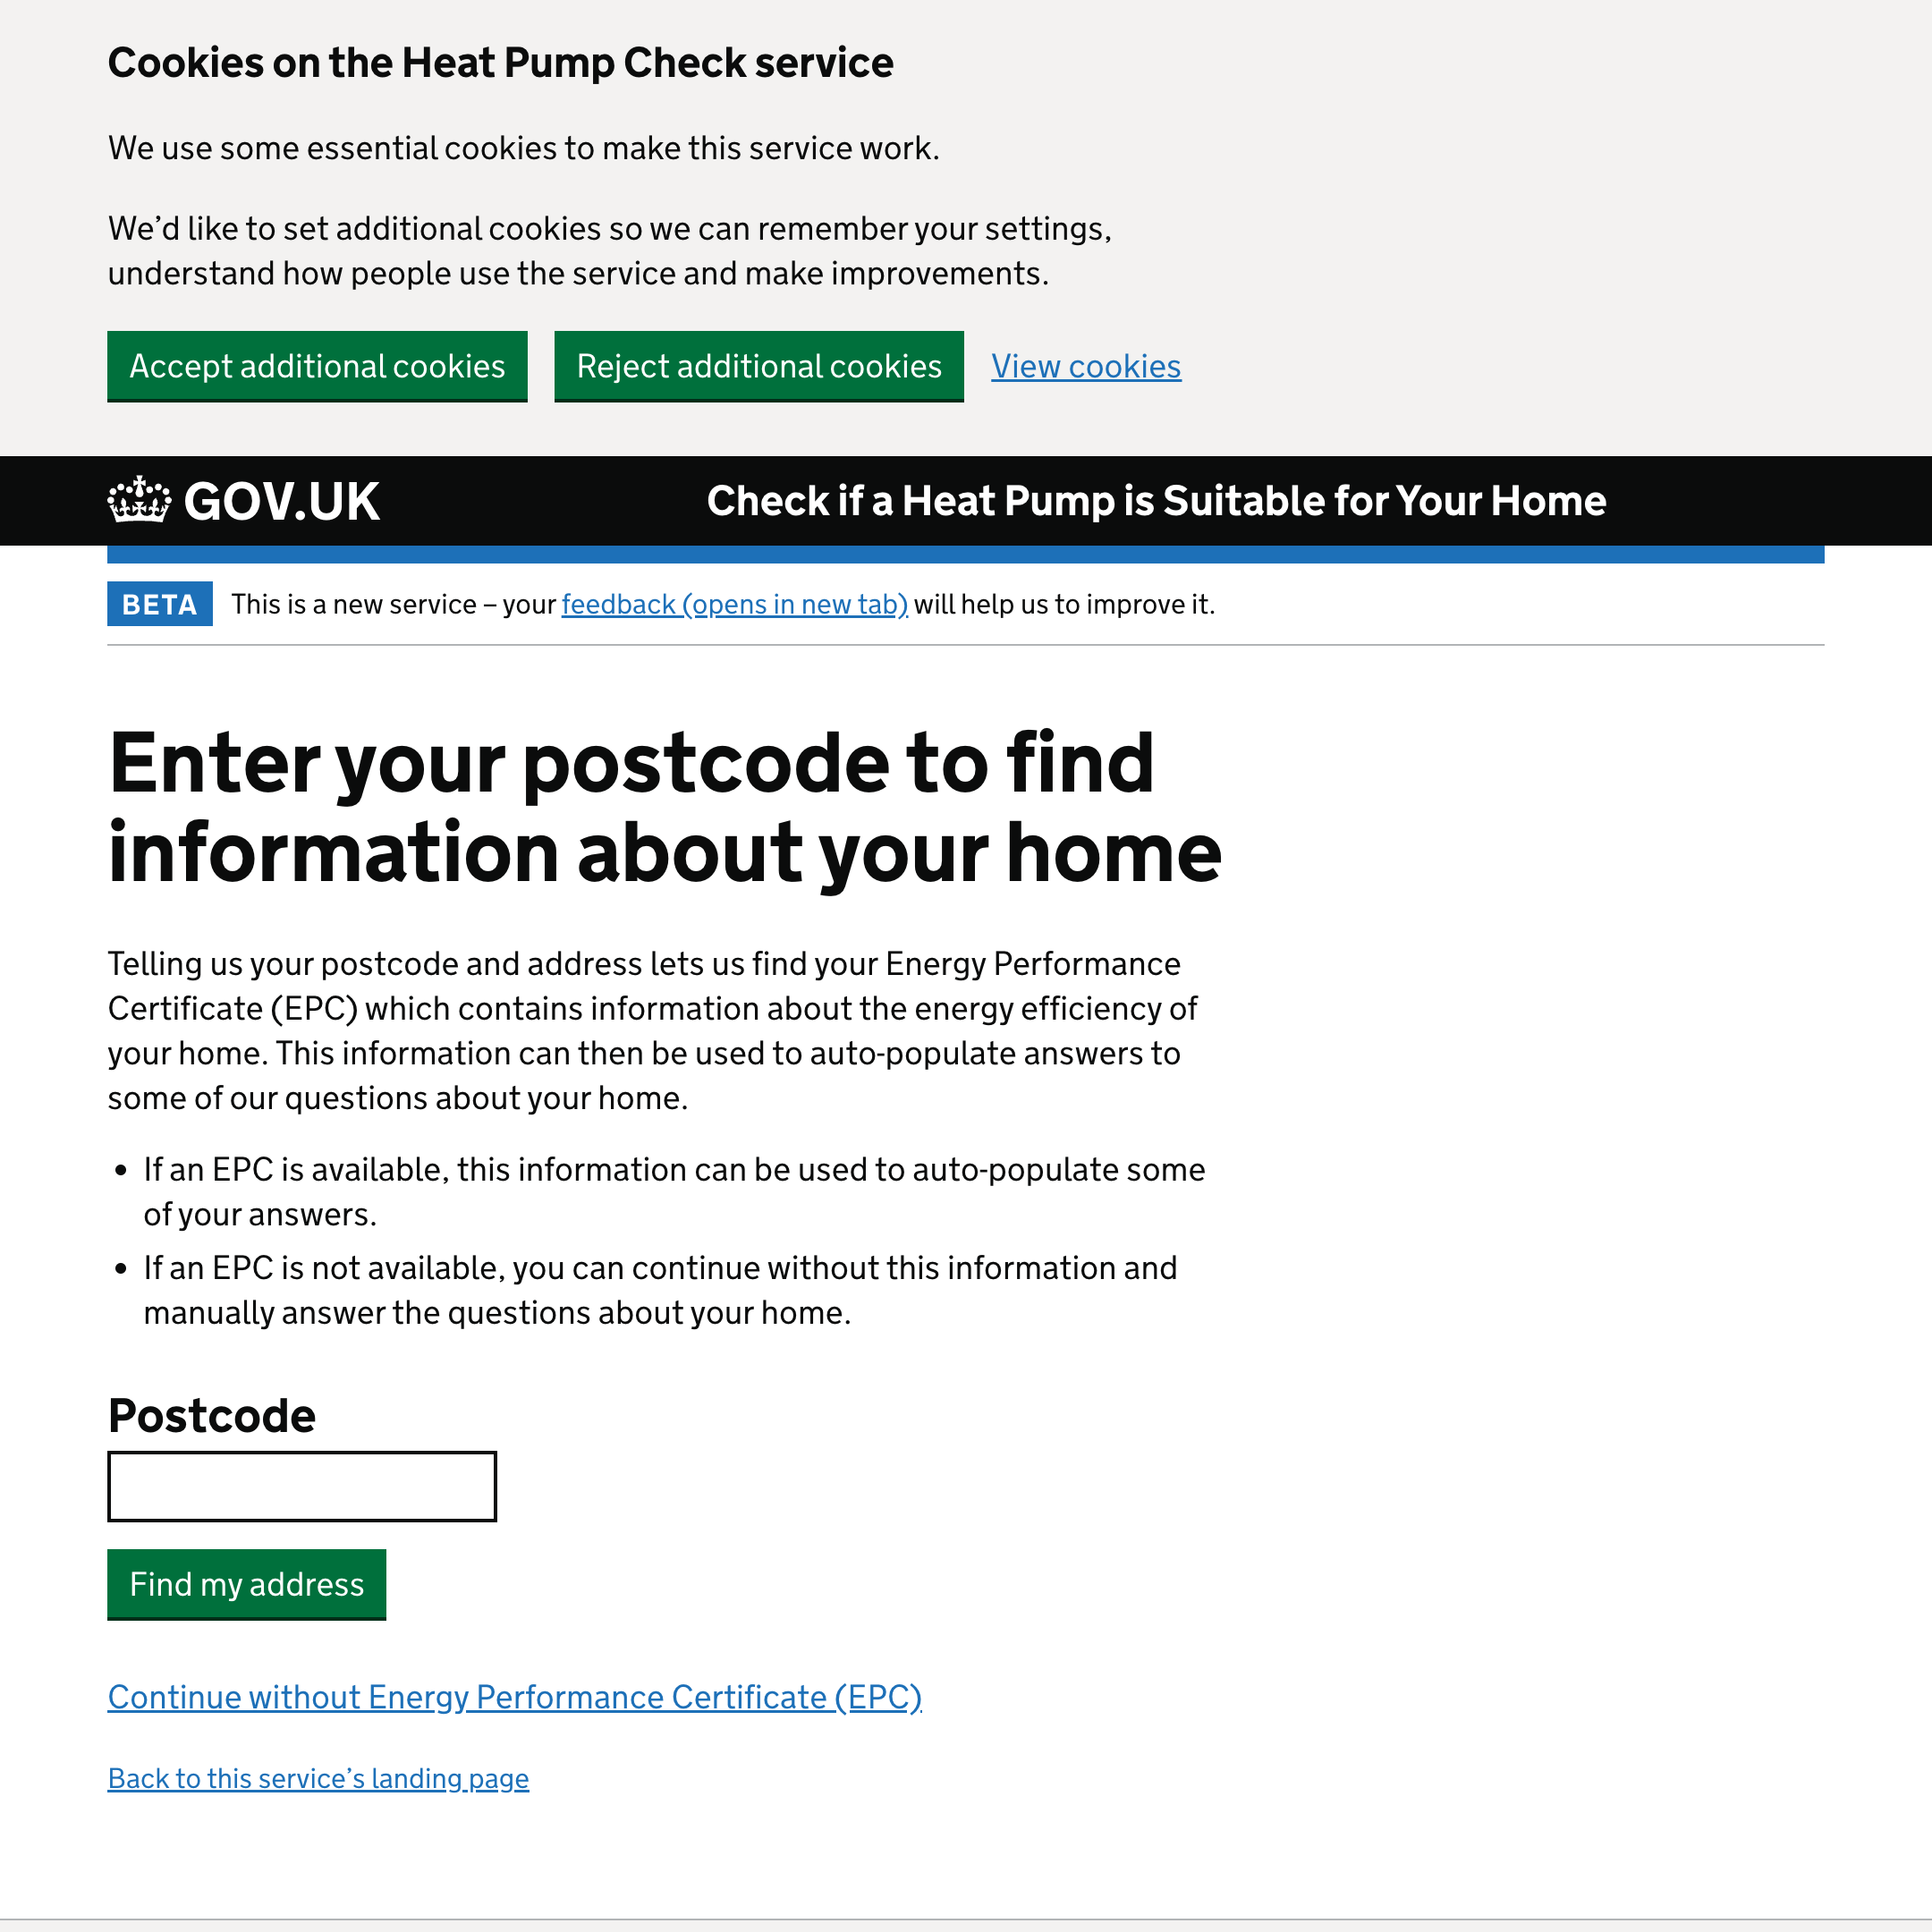 Cookies on the Heat Pump Check service
We use some essential cookies to make this service work.
We’d like to set additional cookies so we can remember your settings,
understand how people use the service and make improvements.
Accept additional cookies
Reject additional cookies
View cookies
GOV.UK
Check if a Heat Pump is Suitable for Your Home
BETA
This is a new service – your feedback (opens in new tab) will help us to improve it.
Enter your postcode to find
information about your home
Telling us your postcode and address lets us find your Energy Performance
Certificate (EPC) which contains information about the energy efficiency of
your home. This information can then be used to auto-populate answers to
some of our questions about your home.
• If an EPC is available, this information can be used to auto-populate some
of your answers.
• If an EPC is not available, you can continue without this information and
manually answer the questions about your home.
Postcode
Find my address
Continue without Energy Performance Certificate (EPC)
Back to this service’s landing page